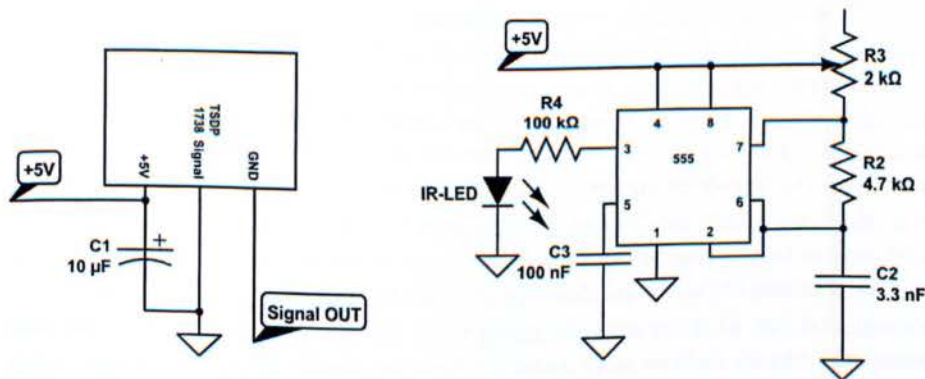 TSDP
1738 Signal
+5V
GND
+5V
C1
+
10 µF
Signal OUT
+5V
R3
2 kΩ
R4
100 kΩ
4
8
3
555
7
IR-LED
R2
4.7 kΩ
5
6
1
2
C3
100 nF
C2
3.3 nF